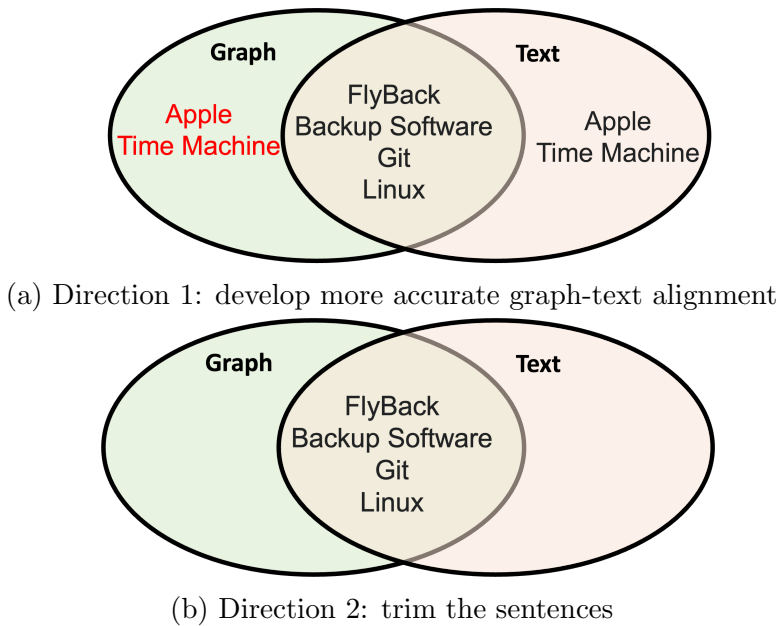 Graph
Text
Apple
Time Machine
FlyBack
Backup Software
Git
Linux
Apple
Time Machine
(a) Direction 1: develop more accurate graph-text alignment
Graph
Text
FlyBack
Backup Software
Git
Linux
(b) Direction 2: trim the sentences